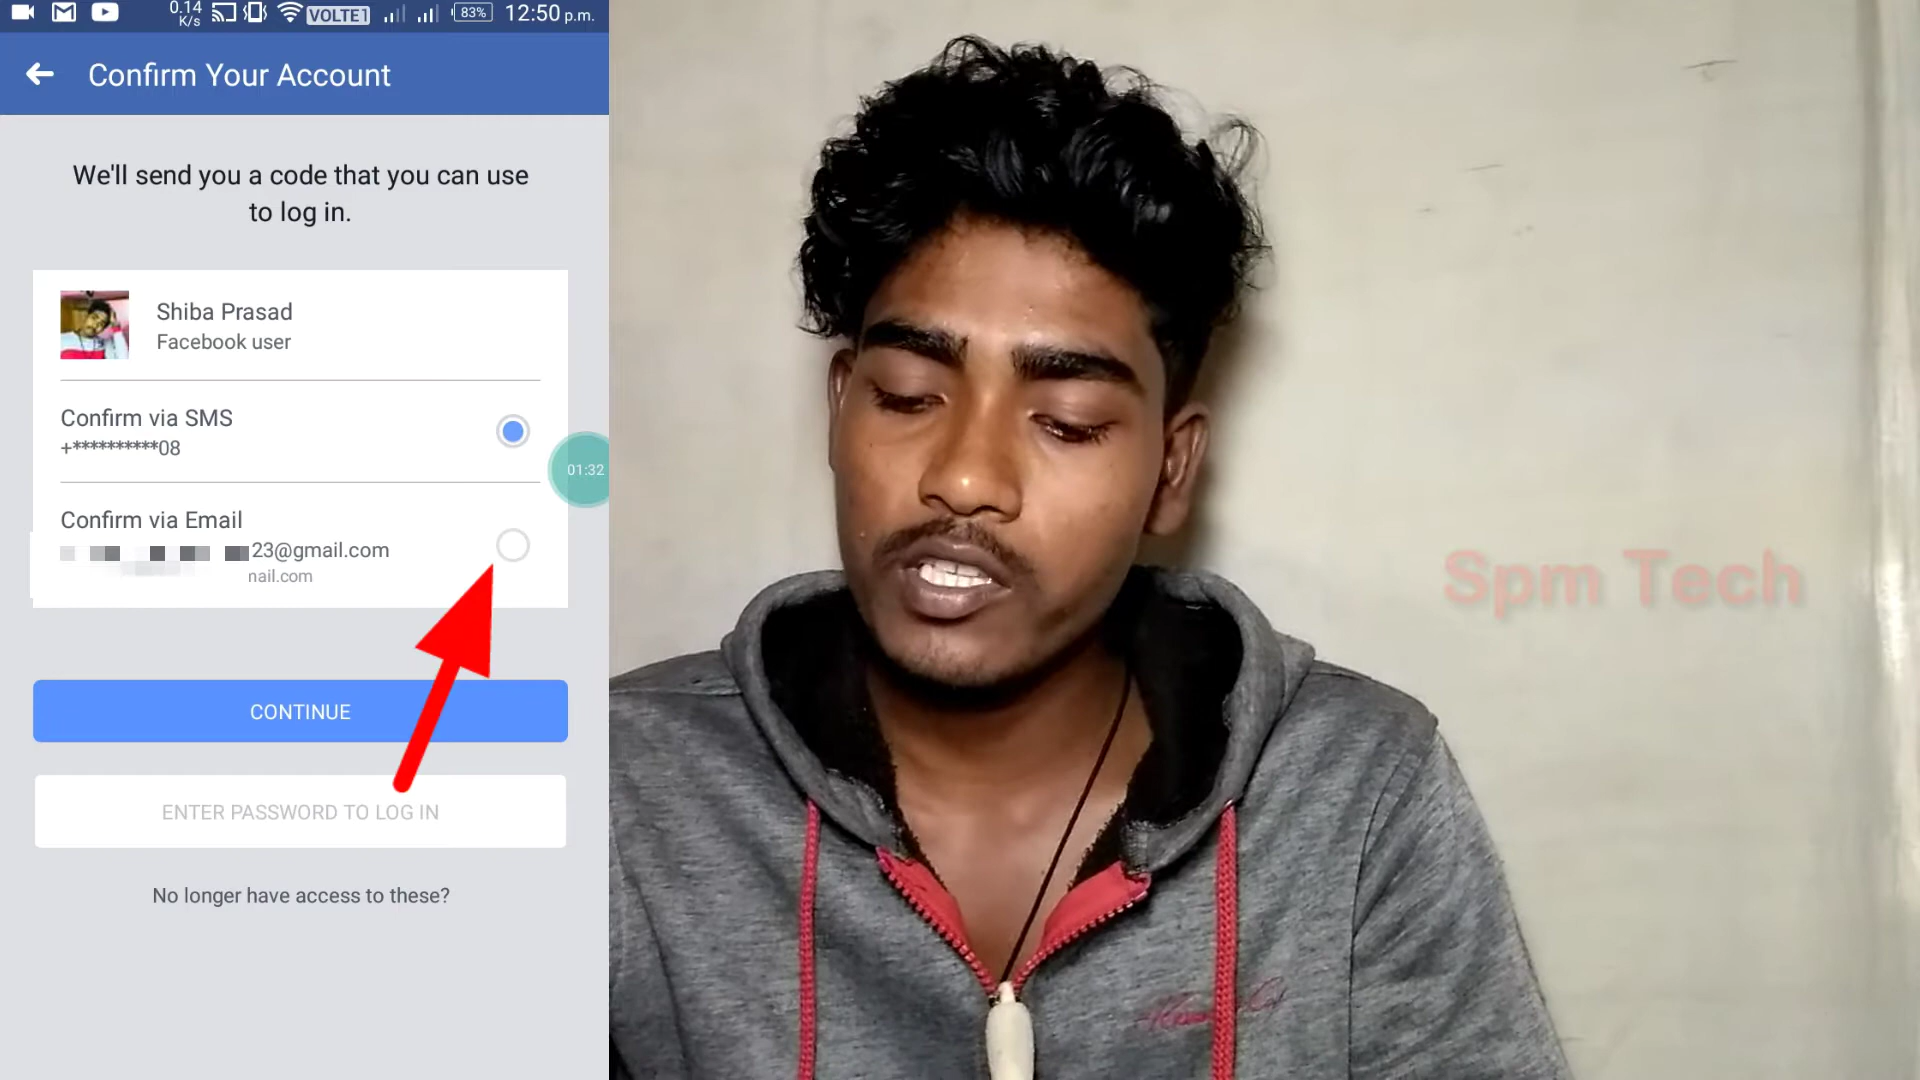 0.14
K/s
VOLTE1
83%
12:50 p.m.
Confirm Your Account
We'll send you a code that you can use
to log in.
Shiba Prasad
Facebook user
Confirm via SMS
+**********08
01:32
Confirm via Email
23@gmail.com
nail.com
CONTINUE
ENTER PASSWORD TO LOG IN
No longer have access to these?
Spm Tech